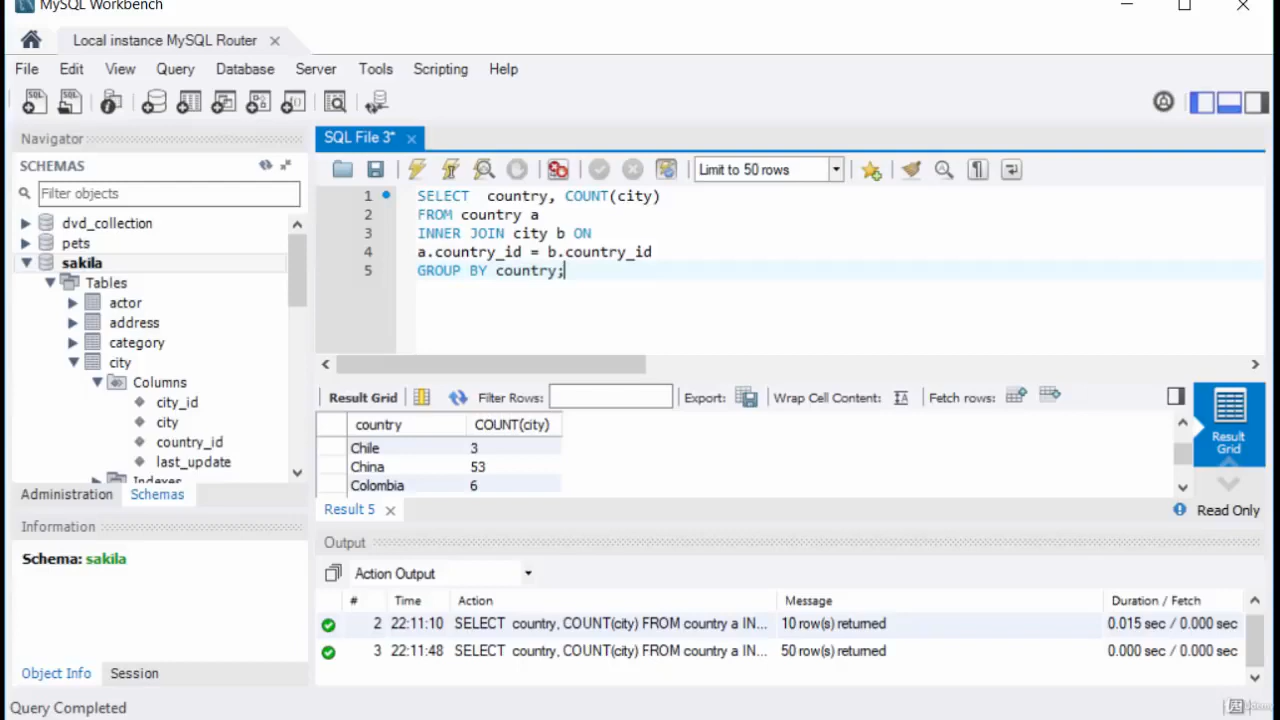 MySQL Workbench
Local instance MySQL Router
File Edit View Query Database Server Tools Scripting Help
Navigator
SCHEMAS
Filter objects
dvd_collection
pets
sakila
Tables
actor
address
category
city
Columns
city_id
city
country_id
last_update
Indexes
Administration Schemas
Information
Schema: sakila
Object Info Session
SQL File 3*
Limit to 50 rows
1 SELECT country, COUNT(city)
2 FROM country a
3 INNER JOIN city b ON
4 a.country_id = b.country_id
5 GROUP BY country;
Result Grid Filter Rows: Export: Wrap Cell Content: Fetch rows:
country COUNT(city)
Chile 3
China 53
Colombia 6
Result Grid
Result 5
Read Only
Output
Action Output
# Time Action Message Duration / Fetch
2 22:11:10 SELECT country, COUNT(city) FROM country a IN... 10 row(s) returned 0.015 sec / 0.000 sec
3 22:11:48 SELECT country, COUNT(city) FROM country a IN... 50 row(s) returned 0.000 sec / 0.000 sec
Query Completed